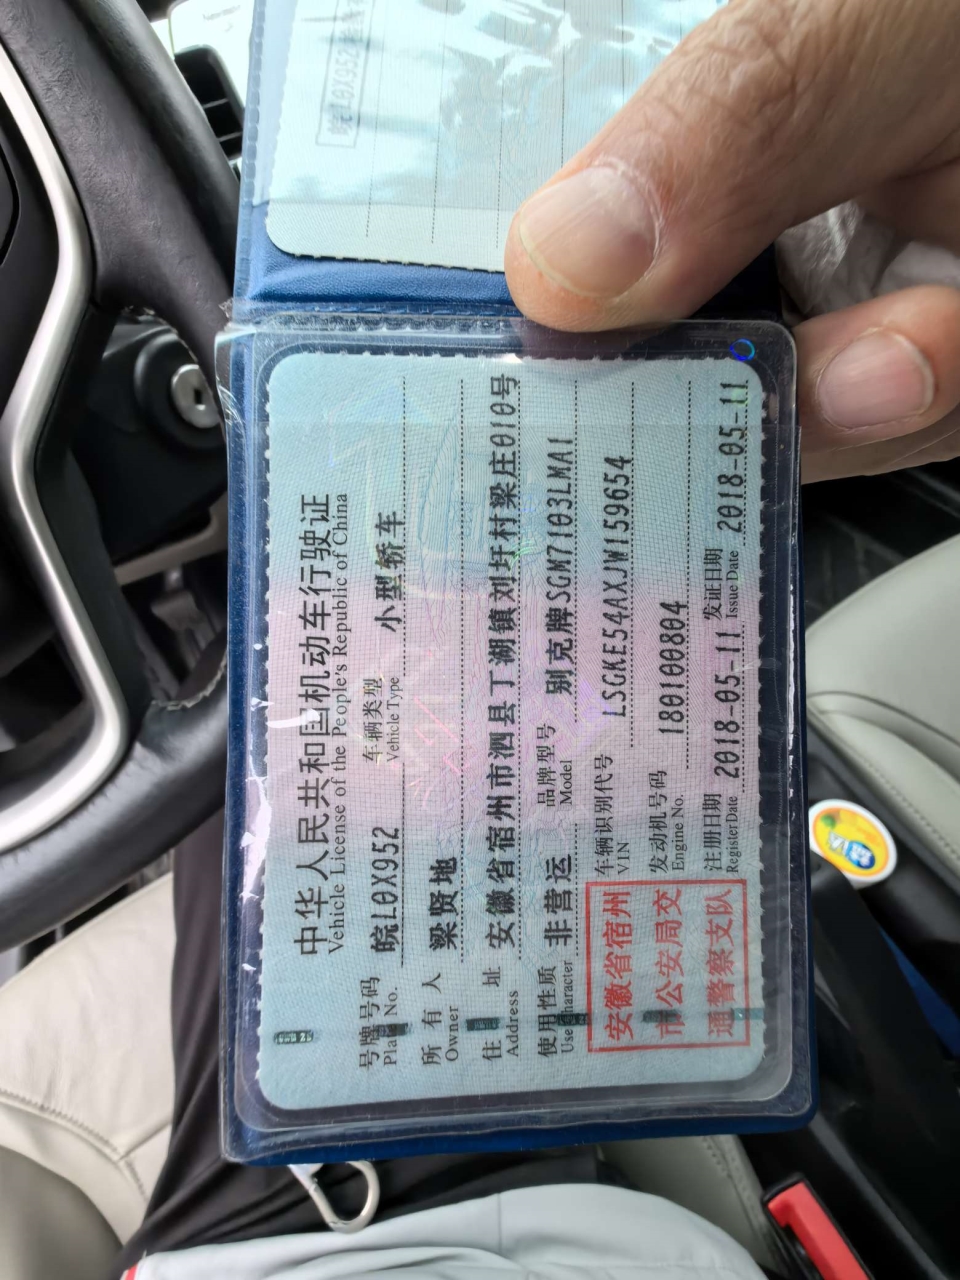 皖L0X952
中华人民共和国机动车行驶证
Vehicle License of the People's Republic of China
号牌号码 皖L0X952 车辆类型 小型轿车
Plate No. Vehicle Type
所有人 梁贤地
Owner
住址 安徽省宿州市泗县丁湖镇刘圩村梁庄010号
Address
使用性质 非营运 品牌型号 别克牌SGM7103LMA1
Use Character Model
安徽省宿州
市公安局交
通警察支队
车辆识别代号 LSGKE54AXJW159654
VIN
发动机号码 180100804
Engine No.
注册日期 2018-05-11 发证日期 2018-05-11
Register Date Issue Date